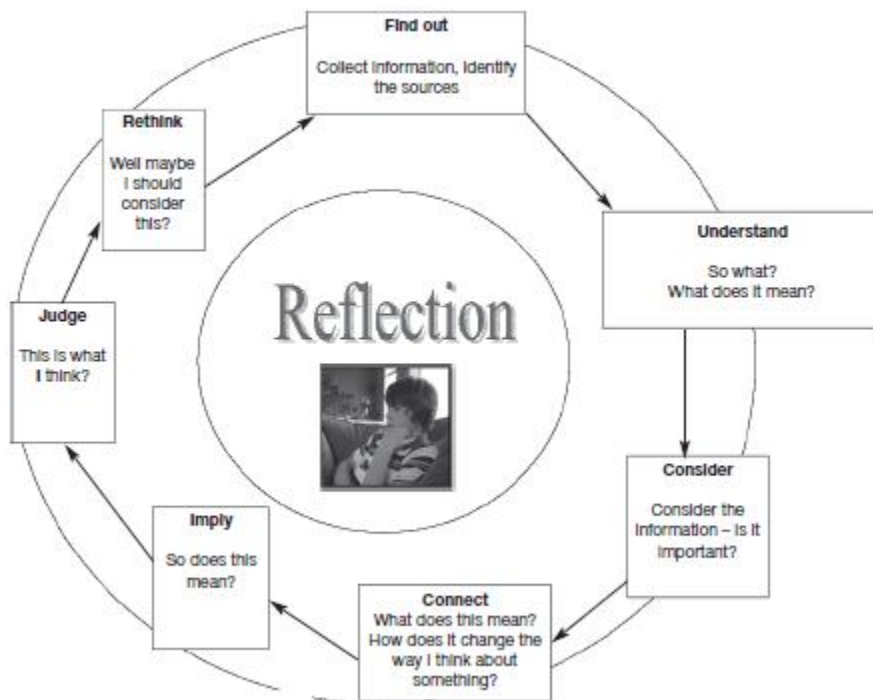 Find out
Collect information, identify
the sources
Understand
So what?
What does it mean?
Consider
Consider the
information – is it
important?
Connect
What does this mean?
How does it change the
way I think about
something?
Imply
So does this
mean?
Judge
This is what
I think?
Rethink
Well maybe
I should
consider
this?
Reflection